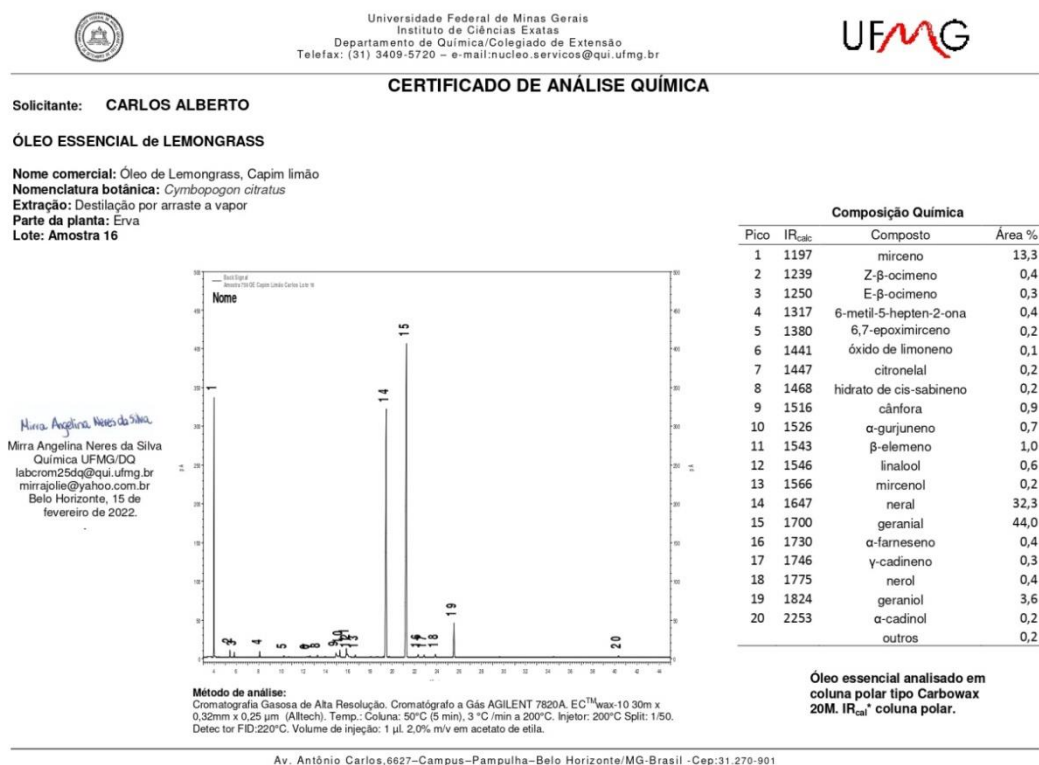 Universidade Federal de Minas Gerais
Instituto de Ciências Exatas
Departamento de Química/Colegiado de Extensão
Telefax: (31) 3409-5720 – e-mail:nucleo.servicos@qui.ufmg.br
UFMG
CERTIFICADO DE ANÁLISE QUÍMICA
Solicitante: CARLOS ALBERTO
ÓLEO ESSENCIAL de LEMONGRASS
Nome comercial: Óleo de Lemongrass, Capim limão
Nomenclatura botânica: Cymbopogon citratus
Extração: Destilação por arraste a vapor
Parte da planta: Erva
Lote: Amostra 16
Nome
1
2
3
4
5
8
13
14
15
16
17
18
19
20
Mirra Angelina Neres da Silva
Mirra Angelina Neres da Silva
Química UFMG/DQ
labcrom25dq@qui.ufmg.br
mirrajolie@yahoo.com.br
Belo Horizonte, 15 de
fevereiro de 2022.
Composição Química
Pico IRcalc Composto Área %
1 1197 mirceno 13,3
2 1239 Z-β-ocimeno 0,4
3 1250 E-β-ocimeno 0,3
4 1317 6-metil-5-hepten-2-ona 0,4
5 1380 6,7-epoximirceno 0,2
6 1441 óxido de limoneno 0,1
7 1447 citronelal 0,2
8 1468 hidrato de cis-sabineno 0,2
9 1516 cânfora 0,9
10 1526 α-gurjuneno 0,7
11 1543 β-elemeno 1,0
12 1546 linalool 0,6
13 1566 mircenol 0,2
14 1647 neral 32,3
15 1700 geranial 44,0
16 1730 α-farneseno 0,4
17 1746 γ-cadineno 0,3
18 1775 nerol 0,4
19 1824 geraniol 3,6
20 2253 α-cadinol 0,2
outros 0,2
Óleo essencial analisado em
coluna polar tipo Carbowax
20M. IRcal* coluna polar.
Método de análise:
Cromatografia Gasosa de Alta Resolução. Cromatógrafo a Gás AGILENT 7820A. EC™wax-10 30m x
0,32mm x 0,25 µm (Alltech). Temp.: Coluna: 50°C (5 min), 3 °C /min a 200°C. Injetor: 200°C Split: 1/50.
Detec tor FID:220°C. Volume de injeção: 1 µl. 2,0% m/v em acetato de etila.
Av. Antônio Carlos,6627–Campus–Pampulha–Belo Horizonte/MG-Brasil -Cep:31.270-901